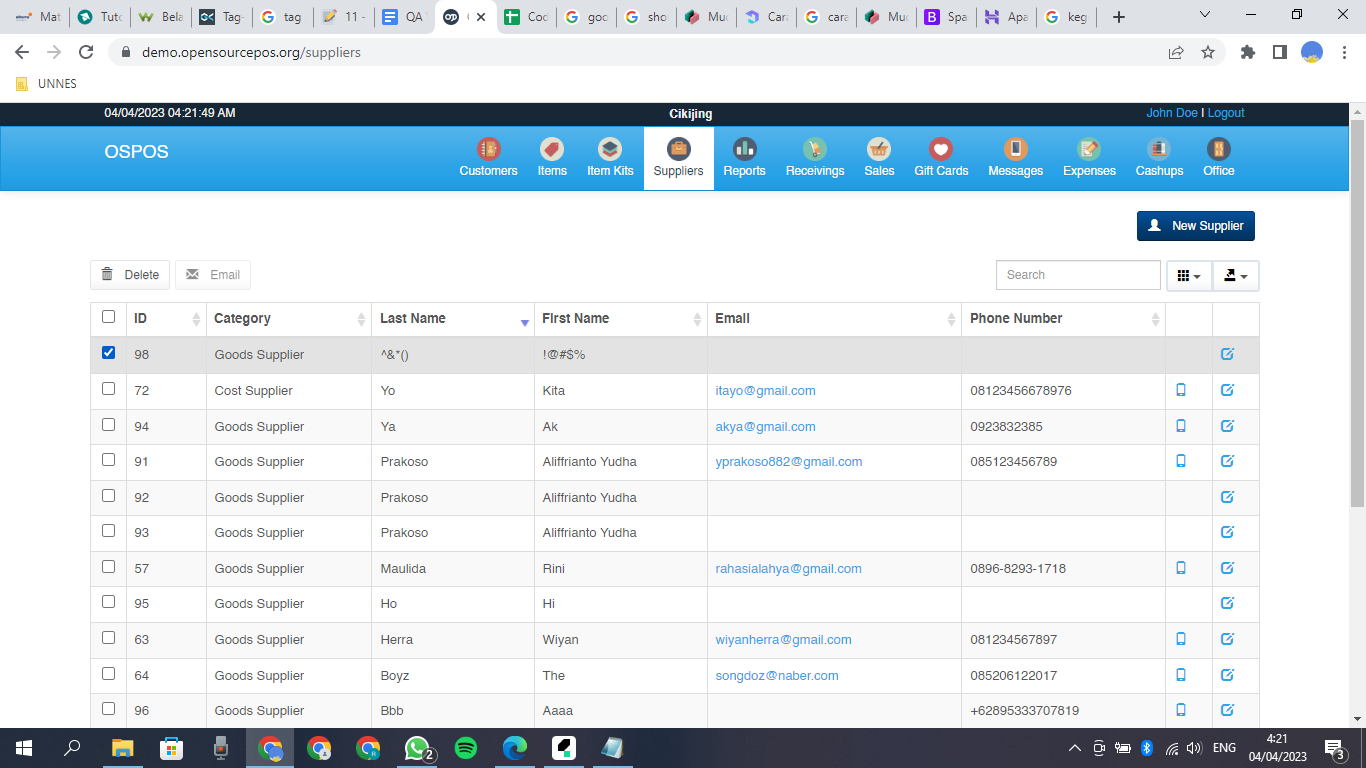 Mat Tuto Bela Tag- tag 11 - QA Cod goo sho Muc Car cara Muc Spa Apa keg
demo.opensourcepos.org/suppliers
UNNES
04/04/2023 04:21:49 AM Cikijing John Doe | Logout
OSPOS Customers Items Item Kits Suppliers Reports Receivings Sales Gift Cards Messages Expenses Cashups Office
New Supplier
Delete Email Search
ID Category Last Name First Name Email Phone Number
98 Goods Supplier ^&*() !@#$%
72 Cost Supplier Yo Kita itayo@gmail.com 08123456678976
94 Goods Supplier Ya Ak akya@gmail.com 0923832385
91 Goods Supplier Prakoso Aliffrianto Yudha yprakoso882@gmail.com 085123456789
92 Goods Supplier Prakoso Aliffrianto Yudha
93 Goods Supplier Prakoso Aliffrianto Yudha
57 Goods Supplier Maulida Rini rahasialahya@gmail.com 0896-8293-1718
95 Goods Supplier Ho Hi
63 Goods Supplier Herra Wiyan wiyanherra@gmail.com 081234567897
64 Goods Supplier Boyz The songdoz@naber.com 085206122017
96 Goods Supplier Bbb Aaaa +62895333707819
2 ENG 4:21 3
04/04/2023